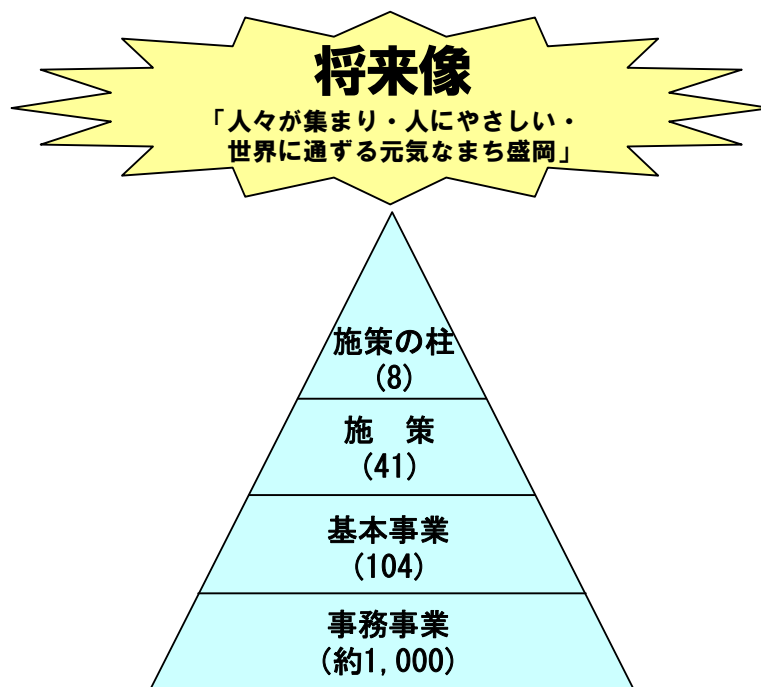 将来像
「人々が集まり・人にやさしい・
世界に通ずる元気なまち盛岡」
施策の柱
(8)
施　策
(41)
基本事業
(104)
事務事業
(約1,000)